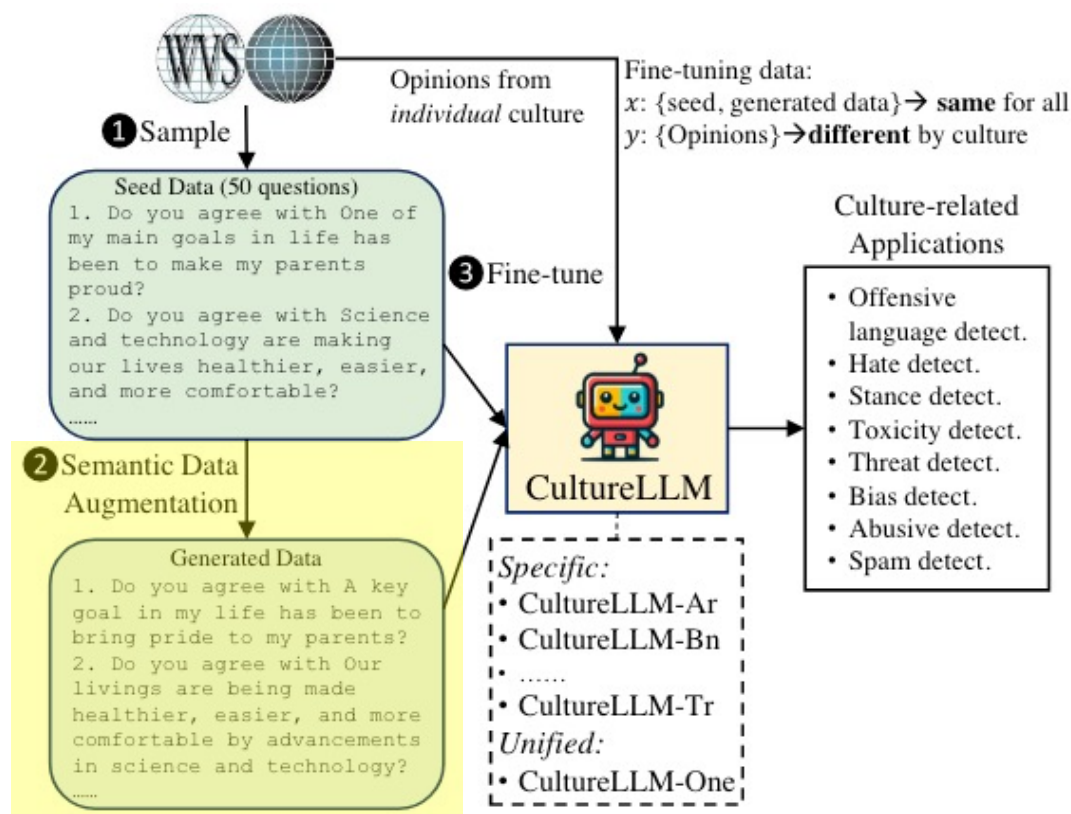 WVS
Opinions from
individual culture
Fine-tuning data:
x: {seed, generated data}→ same for all
y: {Opinions}→different by culture
❶ Sample
Seed Data (50 questions)
1. Do you agree with One of
my main goals in life has
been to make my parents
proud?
2. Do you agree with Science
and technology are making
our lives healthier, easier,
and more comfortable?
……
❸ Fine-tune
❷ Semantic Data
Augmentation
Generated Data
1. Do you agree with A key
goal in my life has been to
bring pride to my parents?
2. Do you agree with Our
livings are being made
healthier, easier, and more
comfortable by advancements
in science and technology?
……
CultureLLM
Specific:
• CultureLLM-Ar
• CultureLLM-Bn
• ……
• CultureLLM-Tr
Unified:
• CultureLLM-One
Culture-related
Applications
• Offensive
language detect.
• Hate detect.
• Stance detect.
• Toxicity detect.
• Threat detect.
• Bias detect.
• Abusive detect.
• Spam detect.